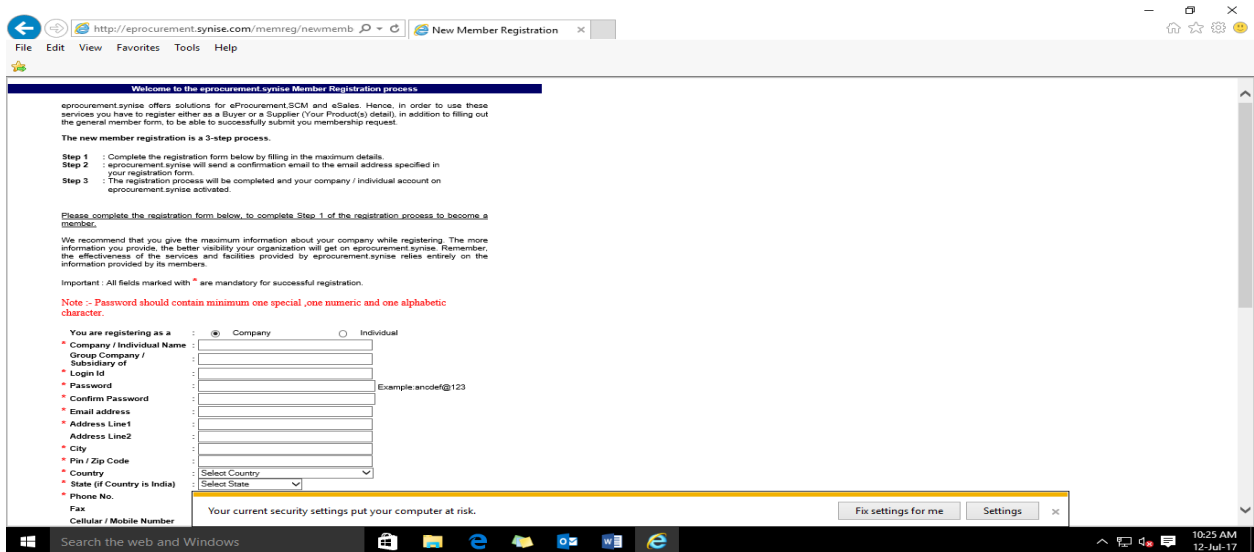 http://eprocurement.synise.com/memreg/newmemb
New Member Registration
File Edit View Favorites Tools Help
Welcome to the eprocurement.synise Member Registration process
eprocurement.synise offers solutions for eProcurement,SCM and eSales. Hence, in order to use these
services you have to register either as a Buyer or a Supplier (Your Product(s) detail), in addition to filling out
the general member form, to be able to successfully submit you membership request.
The new member registration is a 3-step process.
Step 1 : Complete the registration form below by filling in the maximum details.
Step 2 : eprocurement.synise will send a confirmation email to the email address specified in
your registration form.
Step 3 : The registration process will be completed and your company / individual account on
eprocurement.synise activated.
Please complete the registration form below, to complete Step 1 of the registration process to become a
member.
We recommend that you give the maximum information about your company while registering. The more
information you provide, the better visibility your organization will get on eprocurement.synise. Remember,
the effectiveness of the services and facilities provided by eprocurement.synise relies entirely on the
information provided by its members.
Important : All fields marked with * are mandatory for successful registration.
Note :- Password should contain minimum one special ,one numeric and one alphabetic
character.
You are registering as a : Company Individual
* Company / Individual Name :
Group Company /
Subsidiary of :
* Login Id :
* Password : Example:ancdef@123
* Confirm Password :
* Email address :
* Address Line1 :
Address Line2 :
* City :
* Pin / Zip Code :
* Country : Select Country
* State (if Country is India) : Select State
* Phone No.
Fax
Cellular / Mobile Number
Your current security settings put your computer at risk.
Fix settings for me
Settings
Search the web and Windows
10:25 AM
12-Jul-17